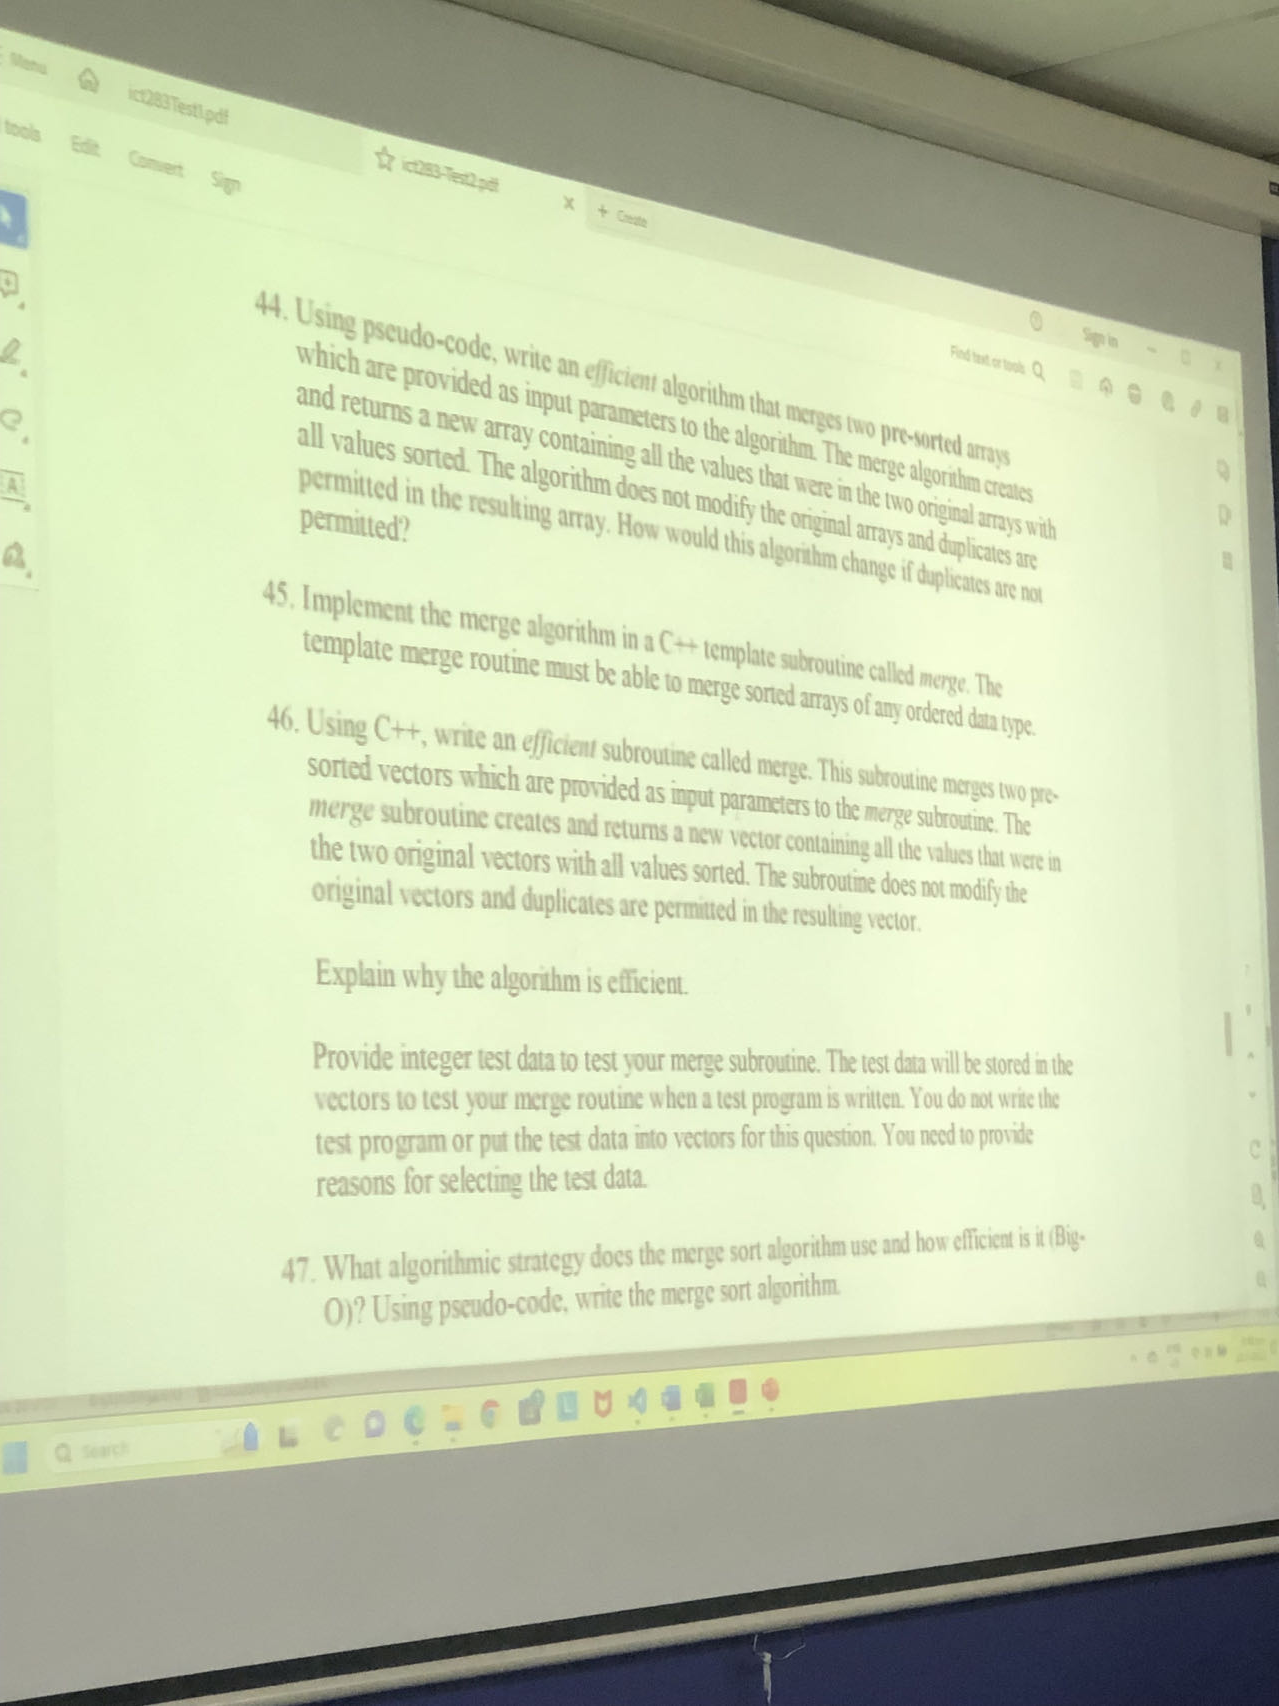 Menu
ict283Test1.pdf
ict283-Test2.pdf
x
+ Create
tools
Edit
Convert
Sign
Sign in
Find text or tools
44. Using pseudo-code, write an efficient algorithm that merges two pre-sorted arrays
which are provided as input parameters to the algorithm. The merge algorithm creates
and returns a new array containing all the values that were in the two original arrays with
all values sorted. The algorithm does not modify the original arrays and duplicates are
permitted in the resulting array. How would this algorithm change if duplicates are not
permitted?
45. Implement the merge algorithm in a C++ template subroutine called merge. The
template merge routine must be able to merge sorted arrays of any ordered data type.
46. Using C++, write an efficient subroutine called merge. This subroutine merges two pre-
sorted vectors which are provided as input parameters to the merge subroutine. The
merge subroutine creates and returns a new vector containing all the values that were in
the two original vectors with all values sorted. The subroutine does not modify the
original vectors and duplicates are permitted in the resulting vector.
Explain why the algorithm is efficient.
Provide integer test data to test your merge subroutine. The test data will be stored in the
vectors to test your merge routine when a test program is written. You do not write the
test program or put the test data into vectors for this question. You need to provide
reasons for selecting the test data.
47. What algorithmic strategy does the merge sort algorithm use and how efficient is it (Big-
O)? Using pseudo-code, write the merge sort algorithm.
Search